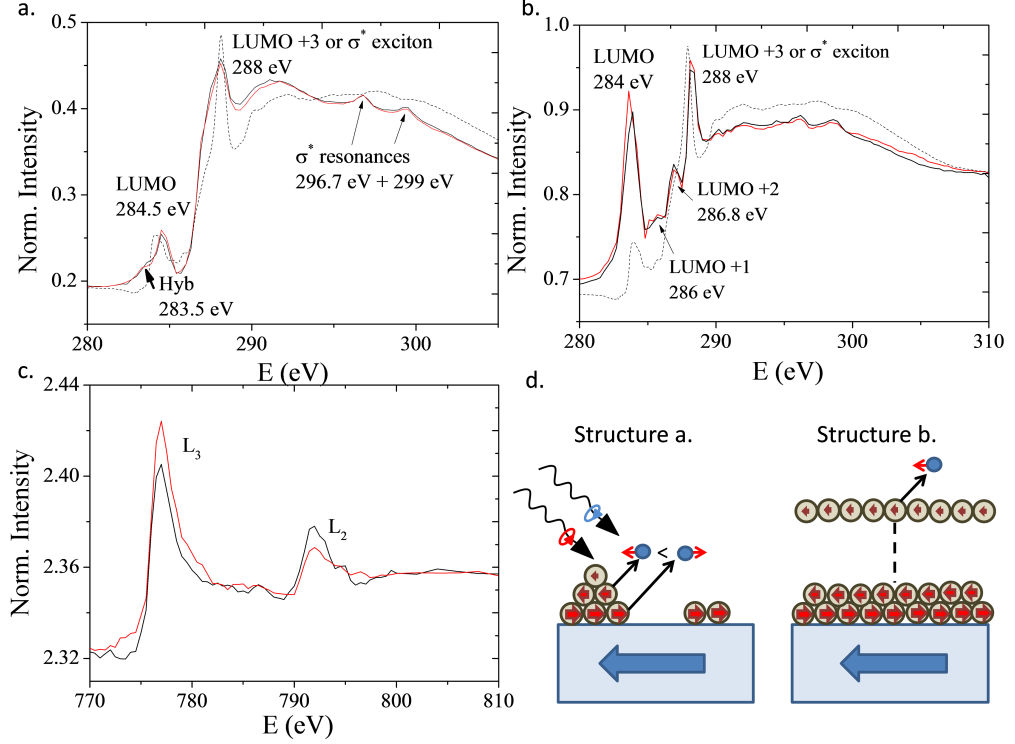 a.
0.5
0.4
0.3
0.2
Norm. Intensity
LUMO +3 or σ* exciton
288 eV
LUMO
284.5 eV
σ* resonances
296.7 eV + 299 eV
Hyb
283.5 eV
280
290
300
E (eV)
b.
1.0
0.9
0.8
0.7
Norm. Intensity
LUMO
284 eV
LUMO +3 or σ* exciton
288 eV
LUMO +2
286.8 eV
LUMO +1
286 eV
280
290
300
310
E (eV)
c.
2.44
2.40
2.36
2.32
Norm. Intensity
L3
L2
770
780
790
800
810
E (eV)
d.
Structure a.
Structure b.
<